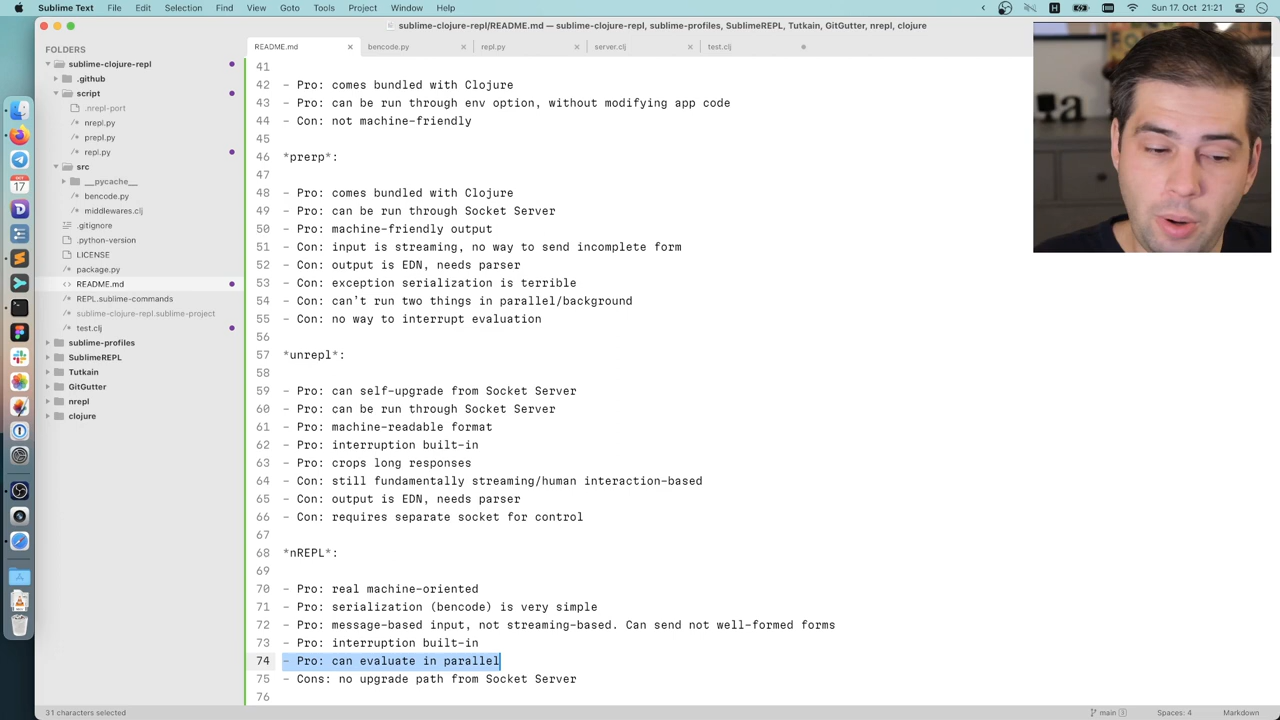 Sublime Text File Edit Selection Find View Goto Tools Project Window Help Sun 17. Oct 21:21
sublime-clojure-repl/README.md — sublime-clojure-repl, sublime-profiles, SublimeREPL, Tutkain, GitGutter, nrepl, clojure
README.md bencode.py repl.py server.clj test.clj
FOLDERS
sublime-clojure-repl
.github
script
.nrepl-port
nrepl.py
prepl.py
repl.py
src
__pycache__
bencode.py
middlewares.clj
.gitignore
.python-version
LICENSE
package.py
README.md
REPL.sublime-commands
sublime-clojure-repl.sublime-project
test.clj
sublime-profiles
SublimeREPL
Tutkain
GitGutter
nrepl
clojure
17
41
42 - Pro: comes bundled with Clojure
43 - Pro: can be run through env option, without modifying app code
44 - Con: not machine-friendly
45
46 *prerp*:
47
48 - Pro: comes bundled with Clojure
49 - Pro: can be run through Socket Server
50 - Pro: machine-friendly output
51 - Con: input is streaming, no way to send incomplete form
52 - Con: output is EDN, needs parser
53 - Con: exception serialization is terrible
54 - Con: can’t run two things in parallel/background
55 - Con: no way to interrupt evaluation
56
57 *unrepl*:
58
59 - Pro: can self-upgrade from Socket Server
60 - Pro: can be run through Socket Server
61 - Pro: machine-readable format
62 - Pro: interruption built-in
63 - Pro: crops long responses
64 - Con: still fundamentally streaming/human interaction-based
65 - Con: output is EDN, needs parser
66 - Con: requires separate socket for control
67
68 *nREPL*:
69
70 - Pro: real machine-oriented
71 - Pro: serialization (bencode) is very simple
72 - Pro: message-based input, not streaming-based. Can send not well-formed forms
73 - Pro: interruption built-in
74 - Pro: can evaluate in parallel
75 - Cons: no upgrade path from Socket Server
76
31 characters selected main 3 Spaces: 4 Markdown